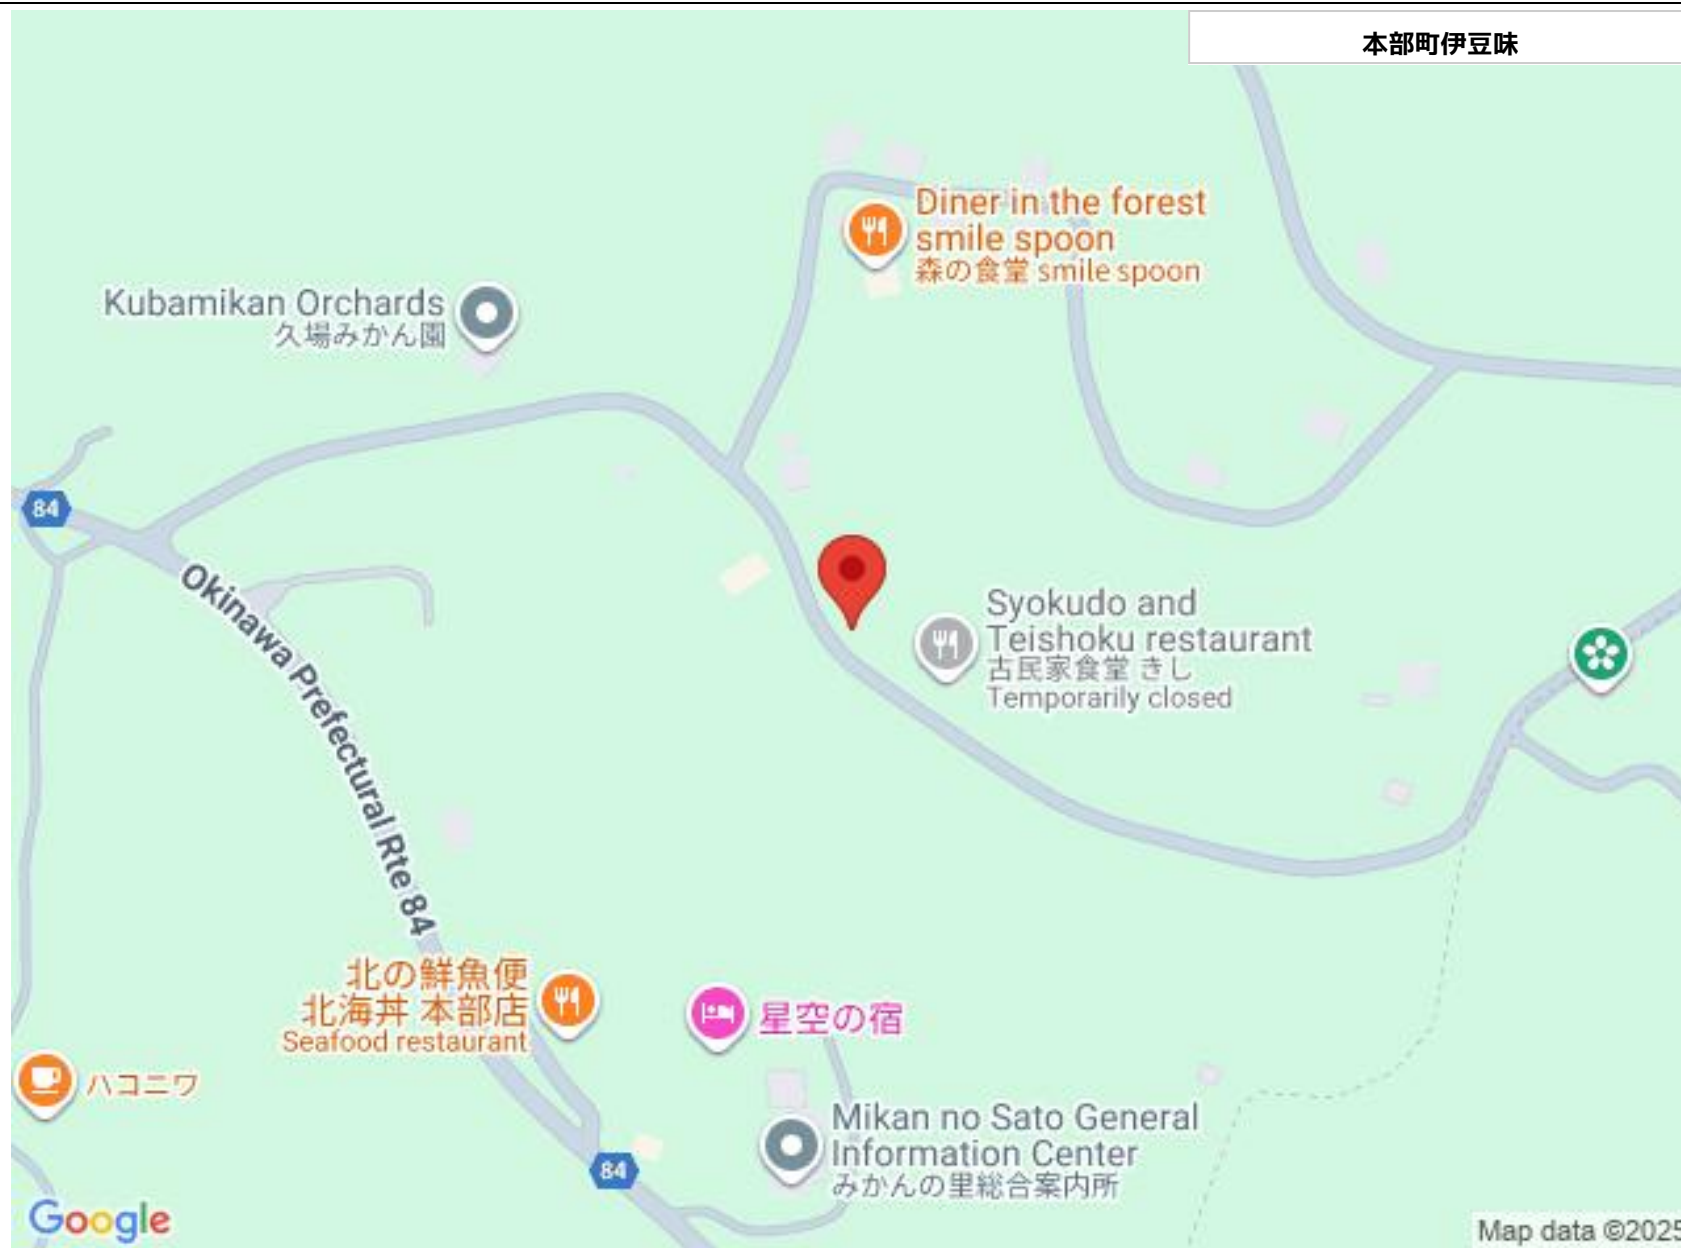 本部町伊豆味
Diner in the forest
smile spoon
森の食堂 smile spoon
Kubamikan Orchards
久場みかん園
84
Okinawa Prefectural Rte 84
Syokudo and
Teishoku restaurant
古民家食堂 きし
Temporarily closed
北の鮮魚便
北海丼 本部店
Seafood restaurant
星空の宿
ハコニワ
Mikan no Sato General
Information Center
みかんの里総合案内所
84
Google
Map data ©2025